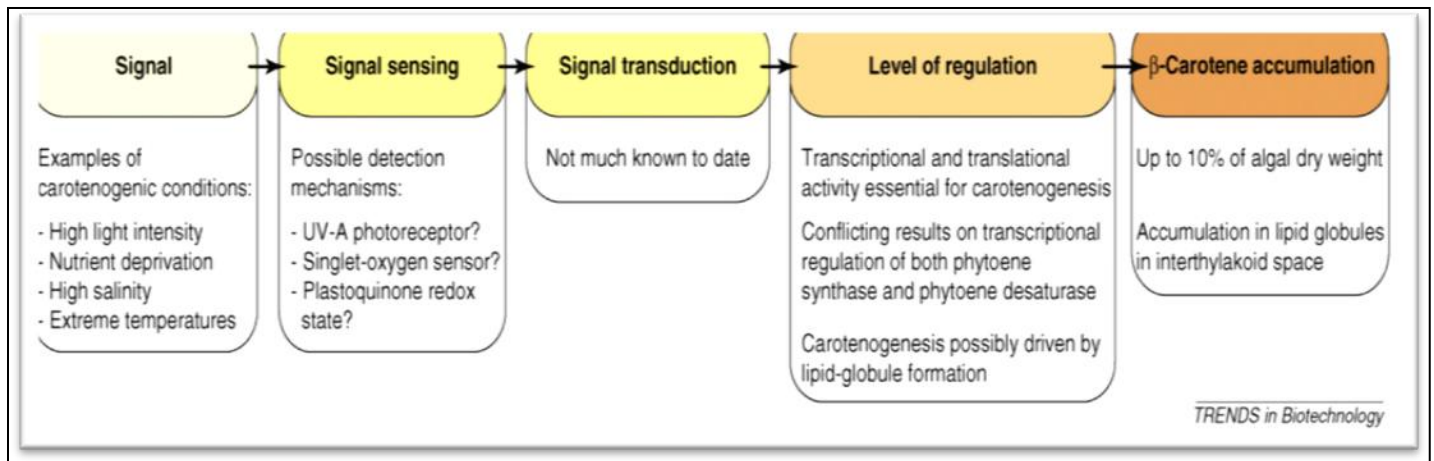 Signal
Signal sensing
Signal transduction
Level of regulation
β-Carotene accumulation
Examples of
carotenogenic conditions:
- High light intensity
- Nutrient deprivation
- High salinity
- Extreme temperatures
Possible detection
mechanisms:
- UV-A photoreceptor?
- Singlet-oxygen sensor?
- Plastoquinone redox
state?
Not much known to date
Transcriptional and translational
activity essential for carotenogenesis
Conflicting results on transcriptional
regulation of both phytoene
synthase and phytoene desaturase
Carotenogenesis possibly driven by
lipid-globule formation
Up to 10% of algal dry weight
Accumulation in lipid globules
in interthylakoid space
TRENDS in Biotechnology